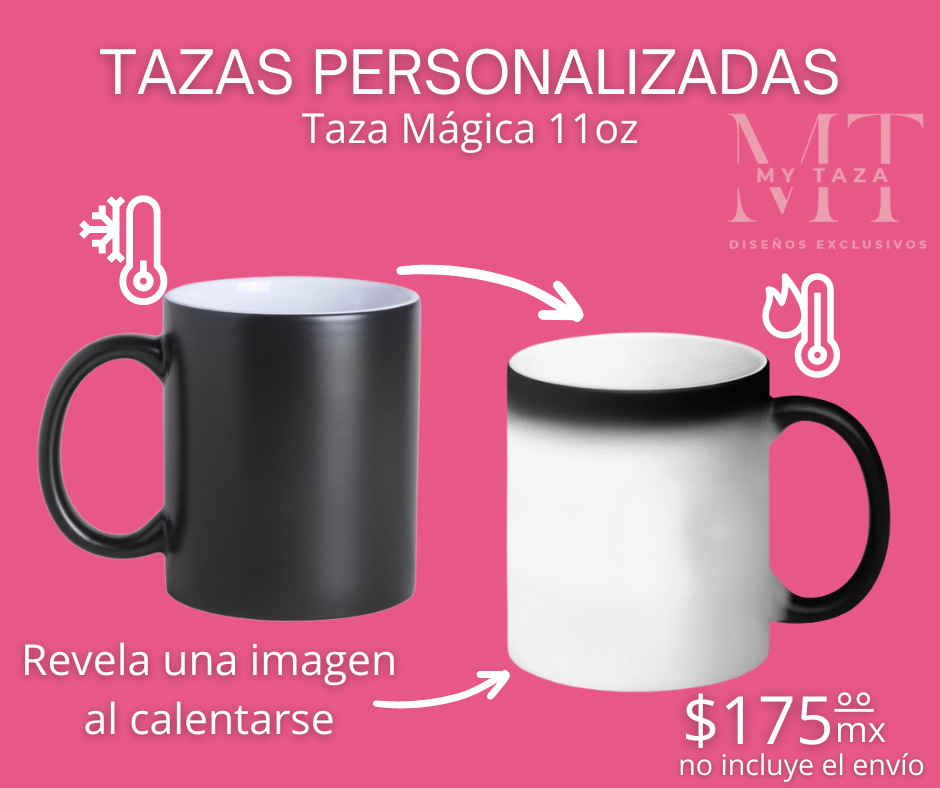 TAZAS PERSONALIZADAS
Taza Mágica 11oz
MT
MY TAZA
DISEÑOS EXCLUSIVOS
Revela una imagen
al calentarse
$175.00
mx
no incluye el envío